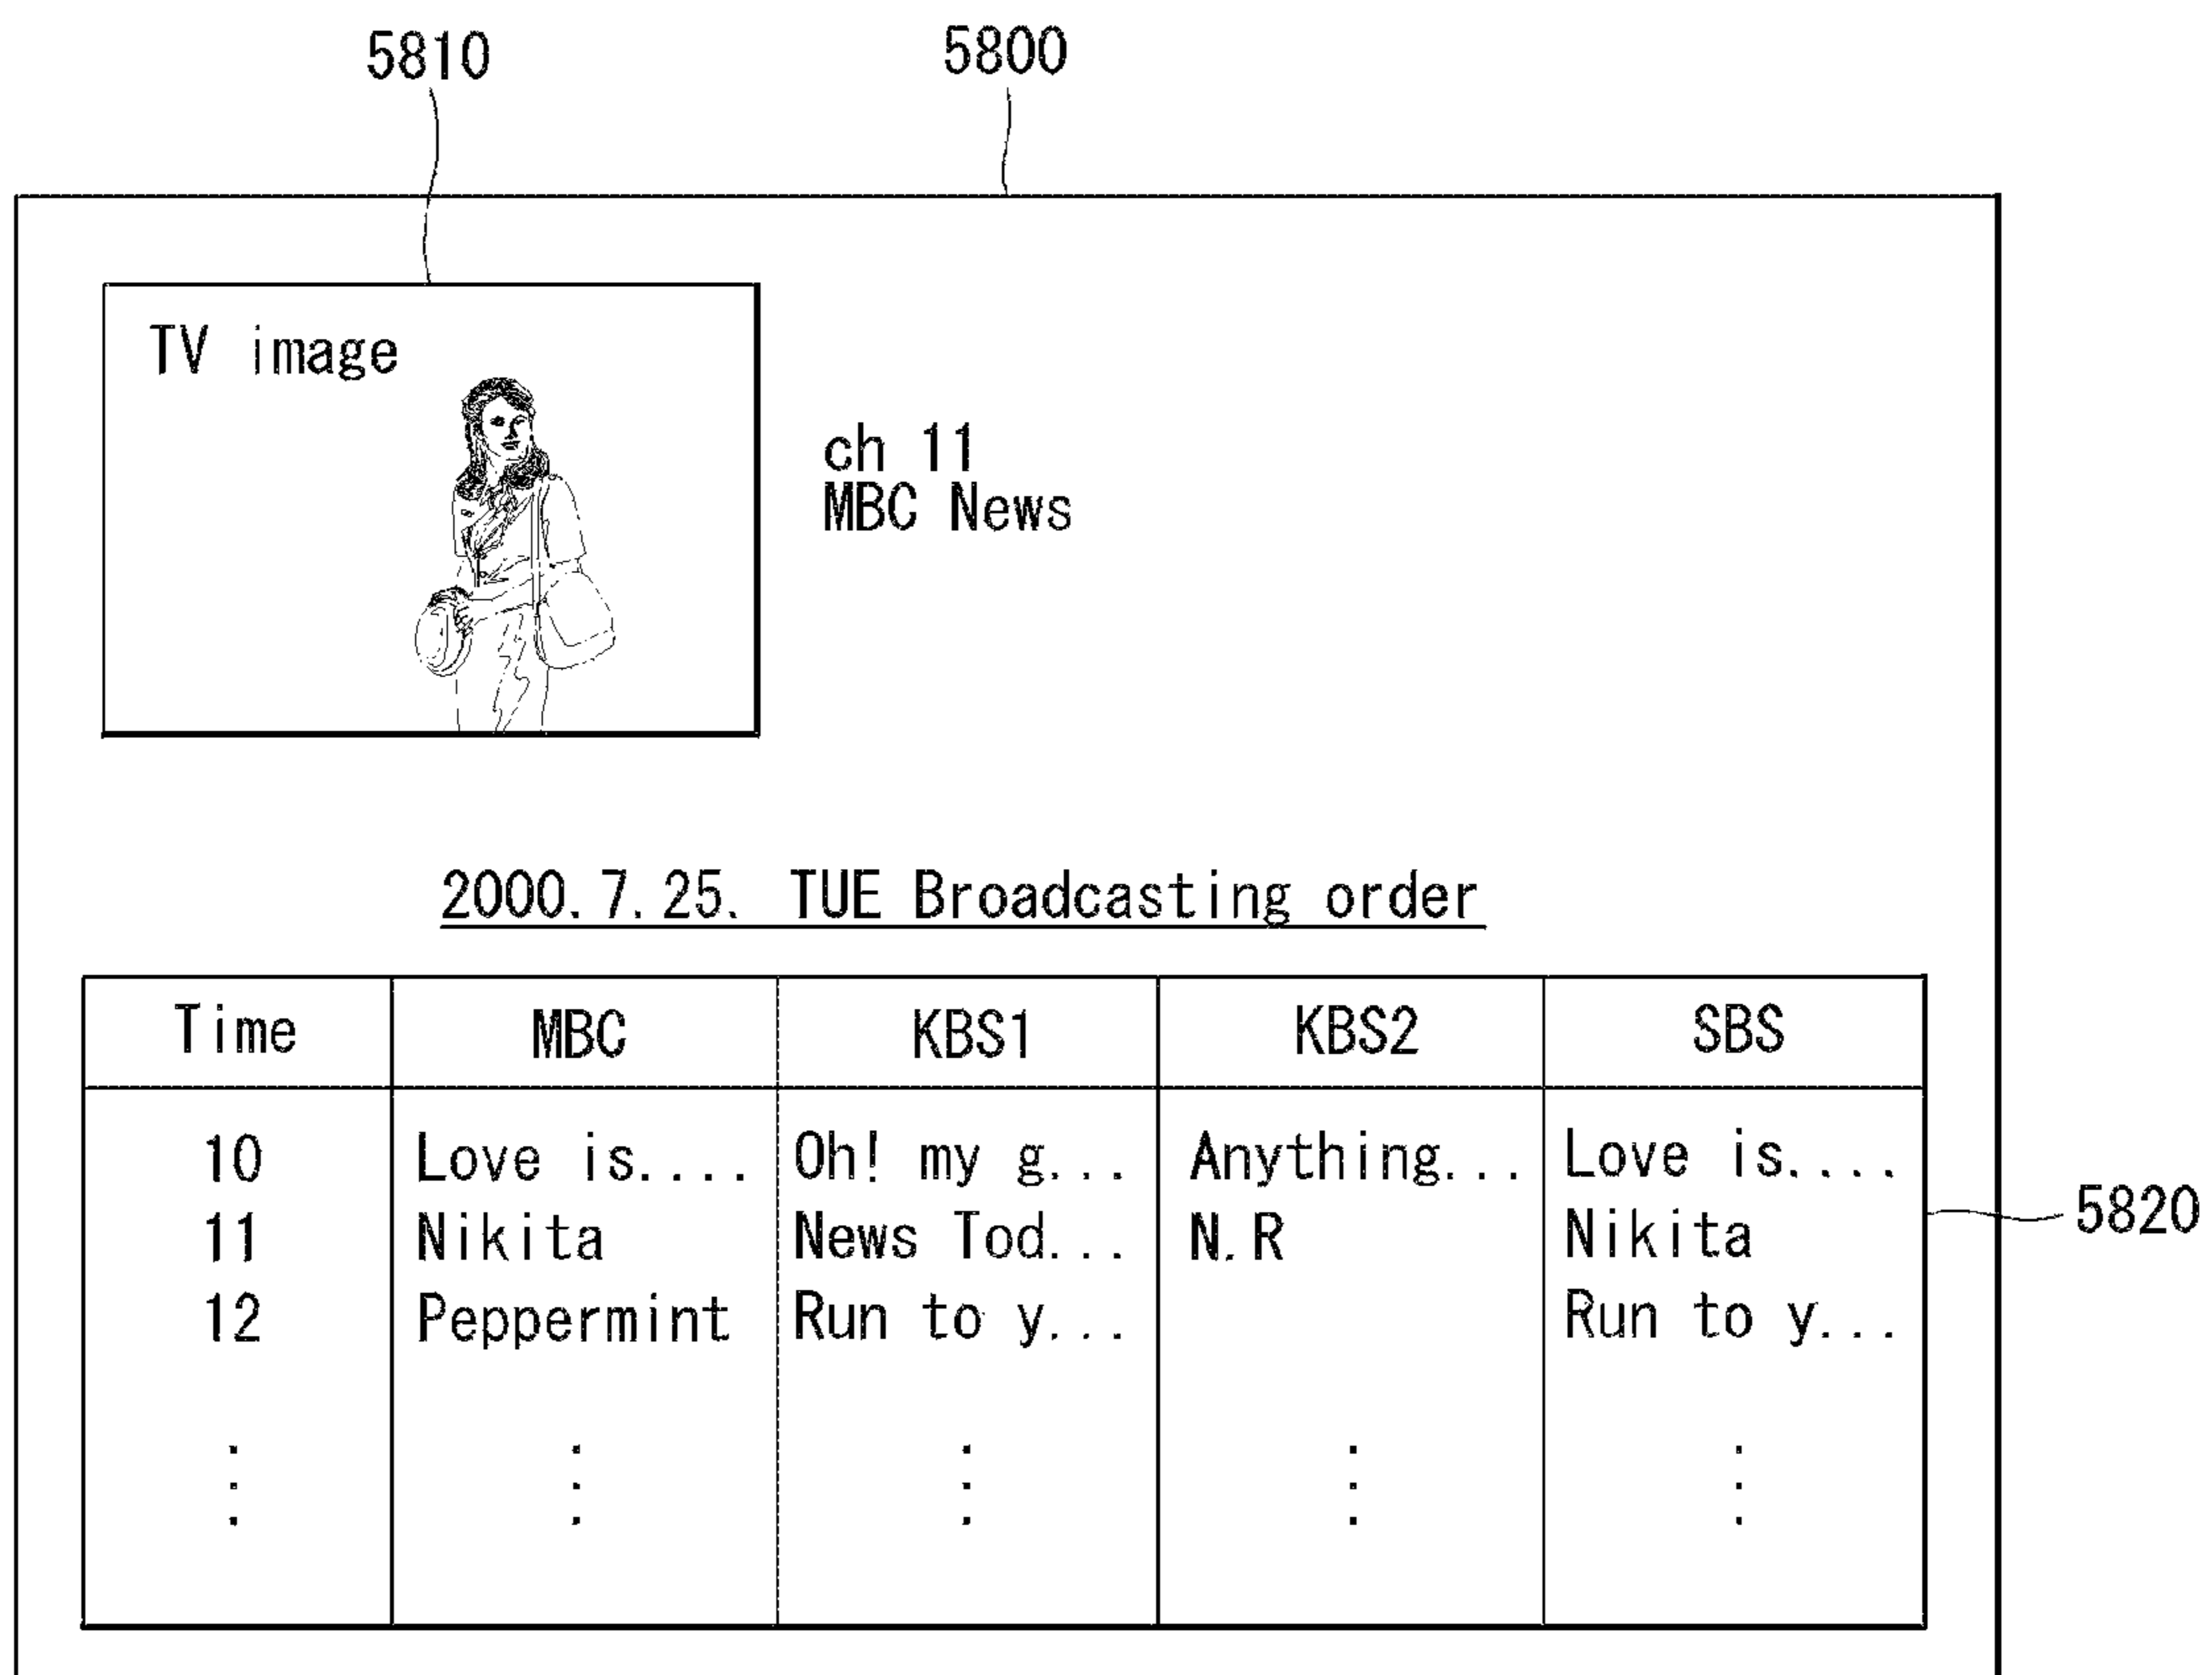 5810 5800
TV image
ch 11
MBC News
2000.7.25. TUE Broadcasting order
Time MBC KBS1 KBS2 SBS
10 Love is.... Oh! my g... Anything... Love is....
11 Nikita News Tod... N.R Nikita
12 Peppermint Run to y... Run to y...
5820